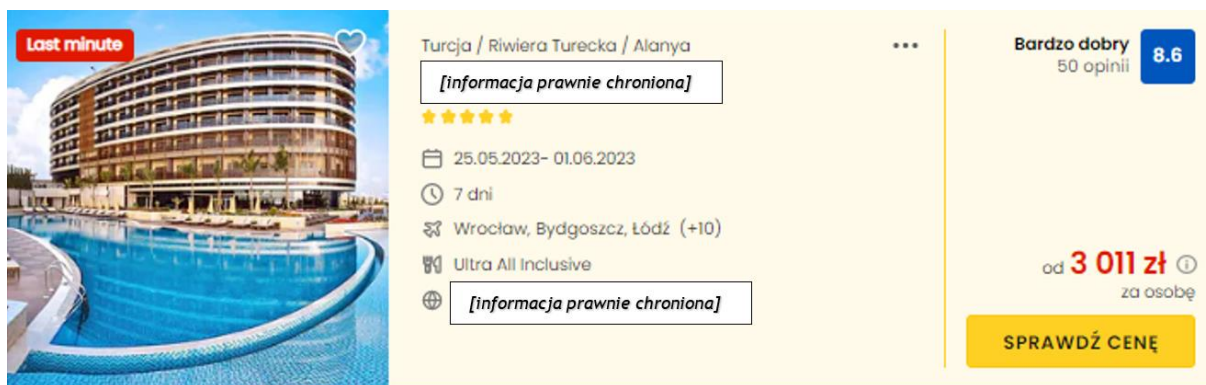 Last minute
Turcja / Riwiera Turecka / Alanya
[informacja prawnie chroniona]
25.05.2023- 01.06.2023
7 dni
Wrocław, Bydgoszcz, Łódź (+10)
Ultra All Inclusive
[informacja prawnie chroniona]
Bardzo dobry
50 opinii
8.6
od 3 011 zł
za osobę
SPRAWDŹ CENĘ